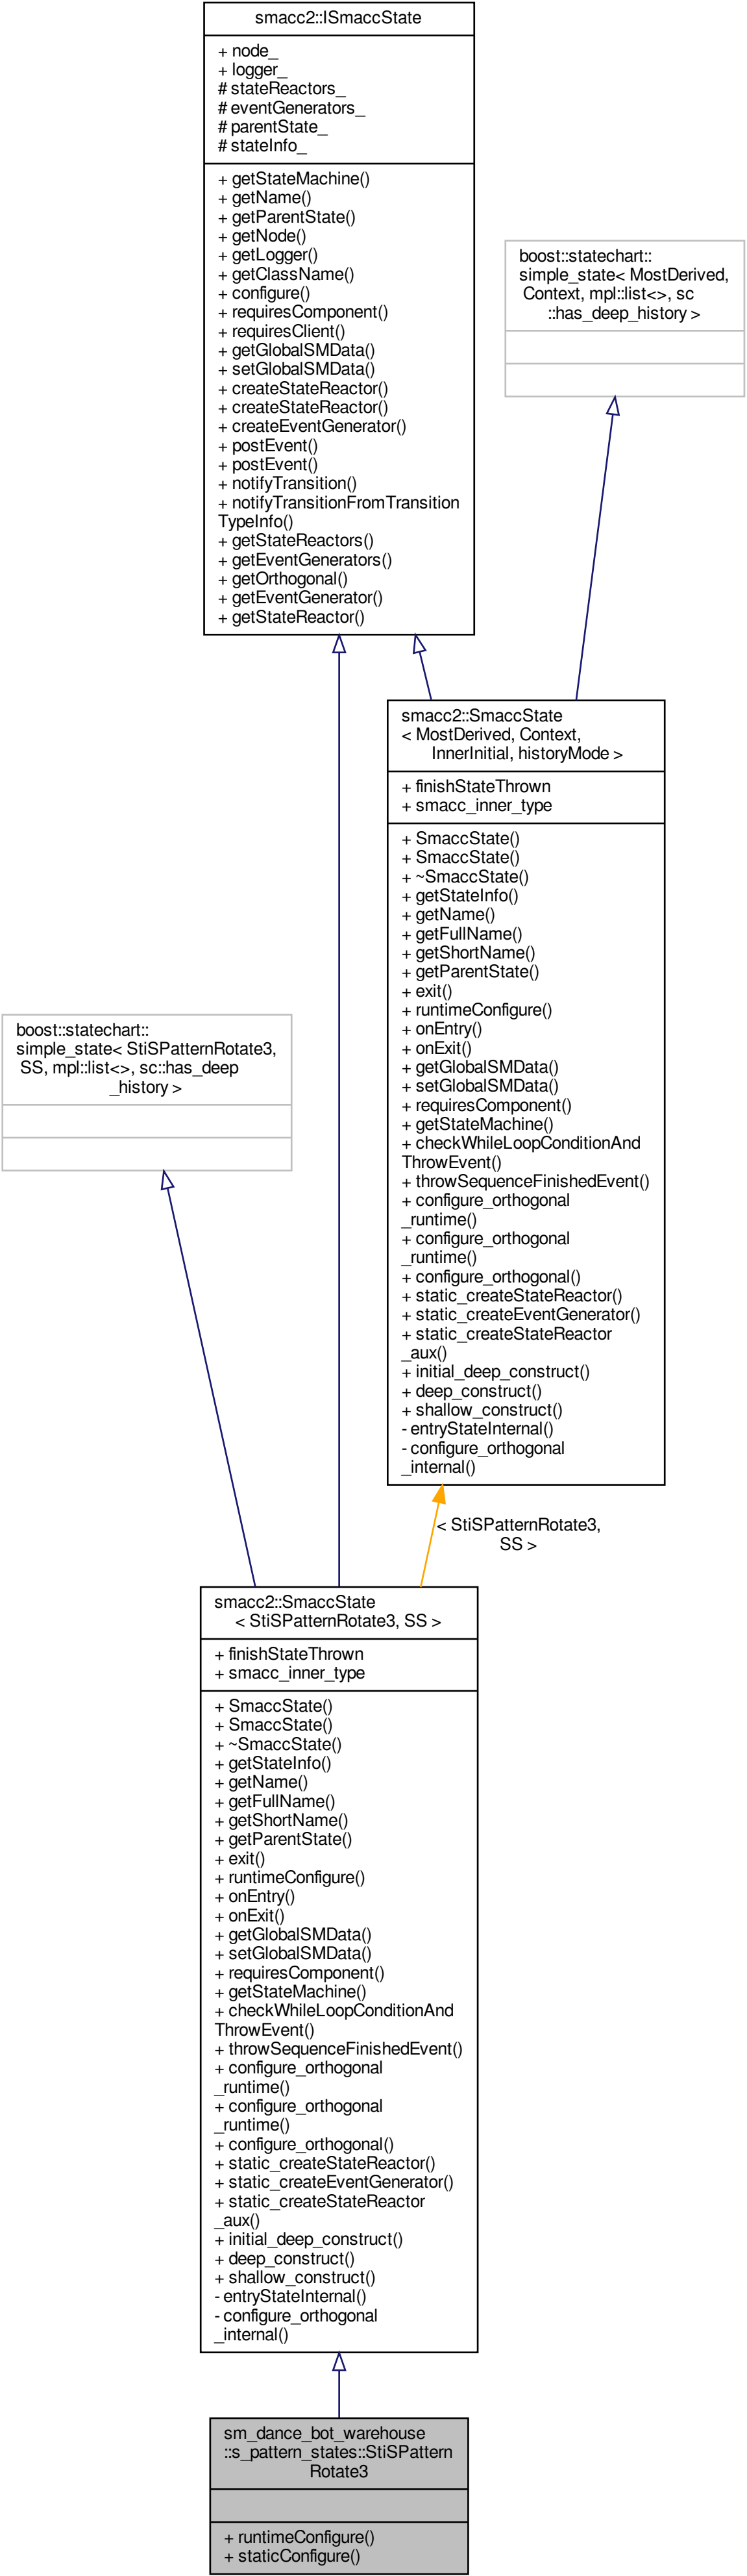 smacc2::ISmaccState
+ node_
+ logger_
# stateReactors_
# eventGenerators_
# parentState_
# stateInfo_
+ getStateMachine()
+ getName()
+ getParentState()
+ getNode()
+ getLogger()
+ getClassName()
+ configure()
+ requiresComponent()
+ requiresClient()
+ getGlobalSMData()
+ setGlobalSMData()
+ createStateReactor()
+ createStateReactor()
+ createEventGenerator()
+ postEvent()
+ postEvent()
+ notifyTransition()
+ notifyTransitionFromTransition
TypeInfo()
+ getStateReactors()
+ getEventGenerators()
+ getOrthogonal()
+ getEventGenerator()
+ getStateReactor()
boost::statechart::
simple_state< MostDerived,
Context, mpl::list<>, sc
::has_deep_history >
smacc2::SmaccState
< MostDerived, Context,
InnerInitial, historyMode >
+ finishStateThrown
+ smacc_inner_type
+ SmaccState()
+ SmaccState()
+ ~SmaccState()
+ getStateInfo()
+ getName()
+ getFullName()
+ getShortName()
+ getParentState()
+ exit()
+ runtimeConfigure()
+ onEntry()
+ onExit()
+ getGlobalSMData()
+ setGlobalSMData()
+ requiresComponent()
+ getStateMachine()
+ checkWhileLoopConditionAnd
ThrowEvent()
+ throwSequenceFinishedEvent()
+ configure_orthogonal
_runtime()
+ configure_orthogonal
_runtime()
+ configure_orthogonal()
+ static_createStateReactor()
+ static_createEventGenerator()
+ static_createStateReactor
_aux()
+ initial_deep_construct()
+ deep_construct()
+ shallow_construct()
- entryStateInternal()
- configure_orthogonal
_internal()
boost::statechart::
simple_state< StiSPatternRotate3,
SS, mpl::list<>, sc::has_deep
_history >
< StiSPatternRotate3,
SS >
smacc2::SmaccState
< StiSPatternRotate3, SS >
+ finishStateThrown
+ smacc_inner_type
+ SmaccState()
+ SmaccState()
+ ~SmaccState()
+ getStateInfo()
+ getName()
+ getFullName()
+ getShortName()
+ getParentState()
+ exit()
+ runtimeConfigure()
+ onEntry()
+ onExit()
+ getGlobalSMData()
+ setGlobalSMData()
+ requiresComponent()
+ getStateMachine()
+ checkWhileLoopConditionAnd
ThrowEvent()
+ throwSequenceFinishedEvent()
+ configure_orthogonal
_runtime()
+ configure_orthogonal
_runtime()
+ configure_orthogonal()
+ static_createStateReactor()
+ static_createEventGenerator()
+ static_createStateReactor
_aux()
+ initial_deep_construct()
+ deep_construct()
+ shallow_construct()
- entryStateInternal()
- configure_orthogonal
_internal()
sm_dance_bot_warehouse
::s_pattern_states::StiSPattern
Rotate3
+ runtimeConfigure()
+ staticConfigure()